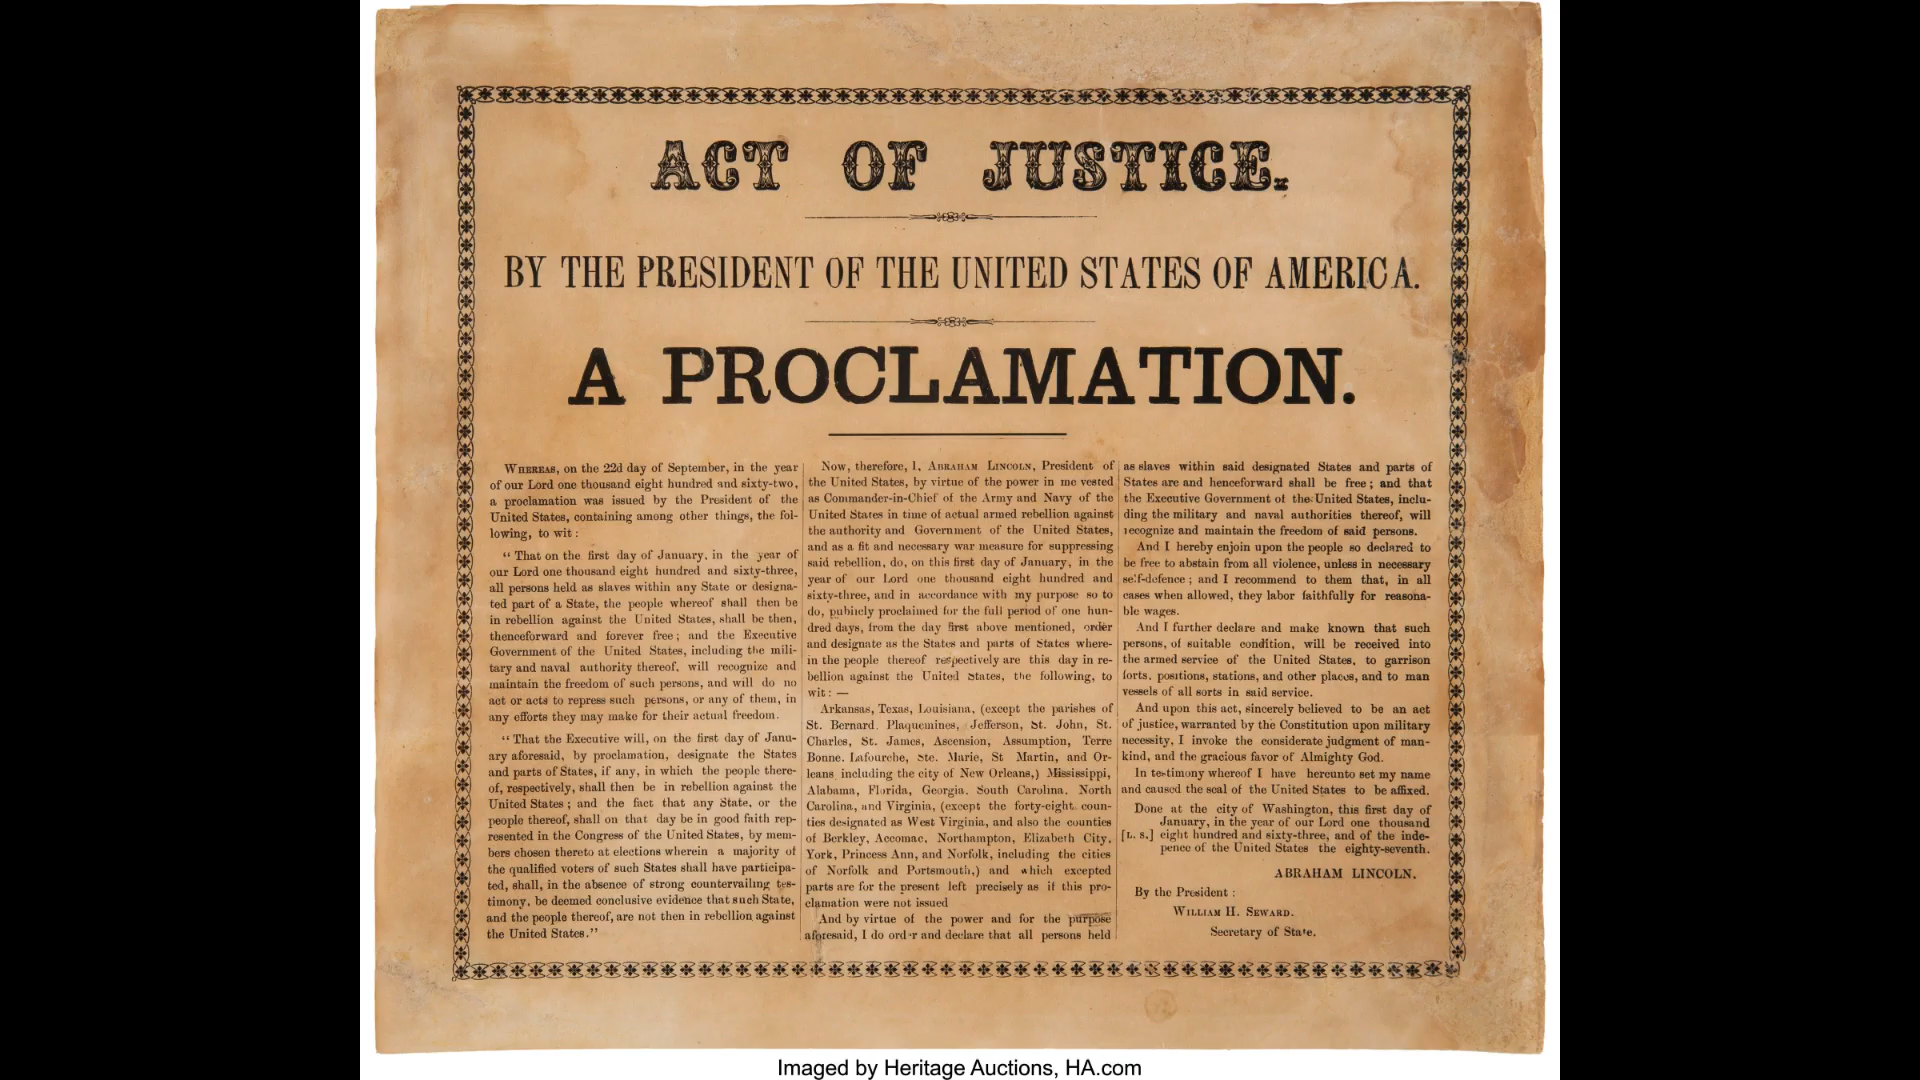 ACT OF JUSTICE.
BY THE PRESIDENT OF THE UNITED STATES OF AMERICA.
A PROCLAMATION.
WHEREAS, on the 22d day of September, in the year
of our Lord one thousand eight hundred and sixty-two,
a proclamation was issued by the President of the
United States, containing among other things, the fol-
lowing, to wit :
“ That on the first day of January, in the year of
our Lord one thousand eight hundred and sixty-three,
all persons held as slaves within any State or designa-
ted part of a State, the people whereof shall then be
in rebellion against the United States, shall be then,
thenceforward and forever free ; and the Executive
Government of the United States, including the mili-
tary and naval authority thereof, will recognize and
maintain the freedom of such persons, and will do no
act or acts to repress such persons, or any of them, in
any efforts they may make for their actual freedom.
“ That the Executive will, on the first day of Janu-
ary aforesaid, by proclamation, designate the States
and parts of States, if any, in which the people there-
of, respectively, shall then be in rebellion against the
United States ; and the fact that any State, or the
people thereof, shall on that day be in good faith rep-
resented in the Congress of the United States, by mem-
bers chosen thereto at elections wherein a majority of
the qualified voters of such States shall have participa-
ted, shall, in the absence of strong countervailing tes-
timony, be deemed conclusive evidence that such State,
and the people thereof, are not then in rebellion against
the United States.”
Now, therefore, I, ABRAHAM LINCOLN, President of
the United States, by virtue of the power in me vested
as Commander-in-Chief of the Army and Navy of the
United States in time of actual armed rebellion against
the authority and Government of the United States,
and as a fit and necessary war measure for suppressing
said rebellion, do, on this first day of January, in the
year of our Lord one thousand eight hundred and
sixty-three, and in accordance with my purpose so to
do, publicly proclaimed for the full period of one hun-
dred days, from the day first above mentioned, order
and designate as the States and parts of States where-
in the people thereof respectively are this day in re-
bellion against the United States, the following, to
wit : —
Arkansas, Texas, Louisiana, (except the parishes of
St. Bernard. Plaquemines, Jefferson, St. John, St.
Charles, St. James, Ascension, Assumption, Terre
Bonne. Lafourche, Ste. Marie, St Martin, and Or-
leans including the city of New Orleans,) Mississippi,
Alabama, Florida, Georgia. South Carolina. North
Carolina, and Virginia, (except the forty-eight coun-
ties designated as West Virginia, and also the counties
of Berkley, Accomac, Northampton, Elizabeth City,
York, Princess Ann, and Norfolk, including the cities
of Norfolk and Portsmouth,) and which excepted
parts are for the present left precisely as if this pro-
clamation were not issued
And by virtue of the power and for the purpose
aforesaid, I do order and declare that all persons held
as slaves within said designated States and parts of
States are and henceforward shall be free ; and that
the Executive Government of the United States, inclu-
ding the military and naval authorities thereof, will
recognize and maintain the freedom of said persons.
And I hereby enjoin upon the people so declared to
be free to abstain from all violence, unless in necessary
self-defence ; and I recommend to them that, in all
cases when allowed, they labor faithfully for reasona-
ble wages.
And I further declare and make known that such
persons, of suitable condition, will be received into
the armed service of the United States, to garrison
forts, positions, stations, and other places, and to man
vessels of all sorts in said service.
And upon this act, sincerely believed to be an act
of justice, warranted by the Constitution upon military
necessity, I invoke the considerate judgment of man-
kind, and the gracious favor of Almighty God.
In testimony whereof I have hereunto set my name
and caused the seal of the United States to be affixed.
Done at the city of Washington, this first day of
January, in the year of our Lord one thousand
[L. S.] eight hundred and sixty-three, and of the inde-
pence of the United States the eighty-seventh.
ABRAHAM LINCOLN.
By the President :
WILLIAM H. SEWARD.
Secretary of State.
Imaged by Heritage Auctions, HA.com